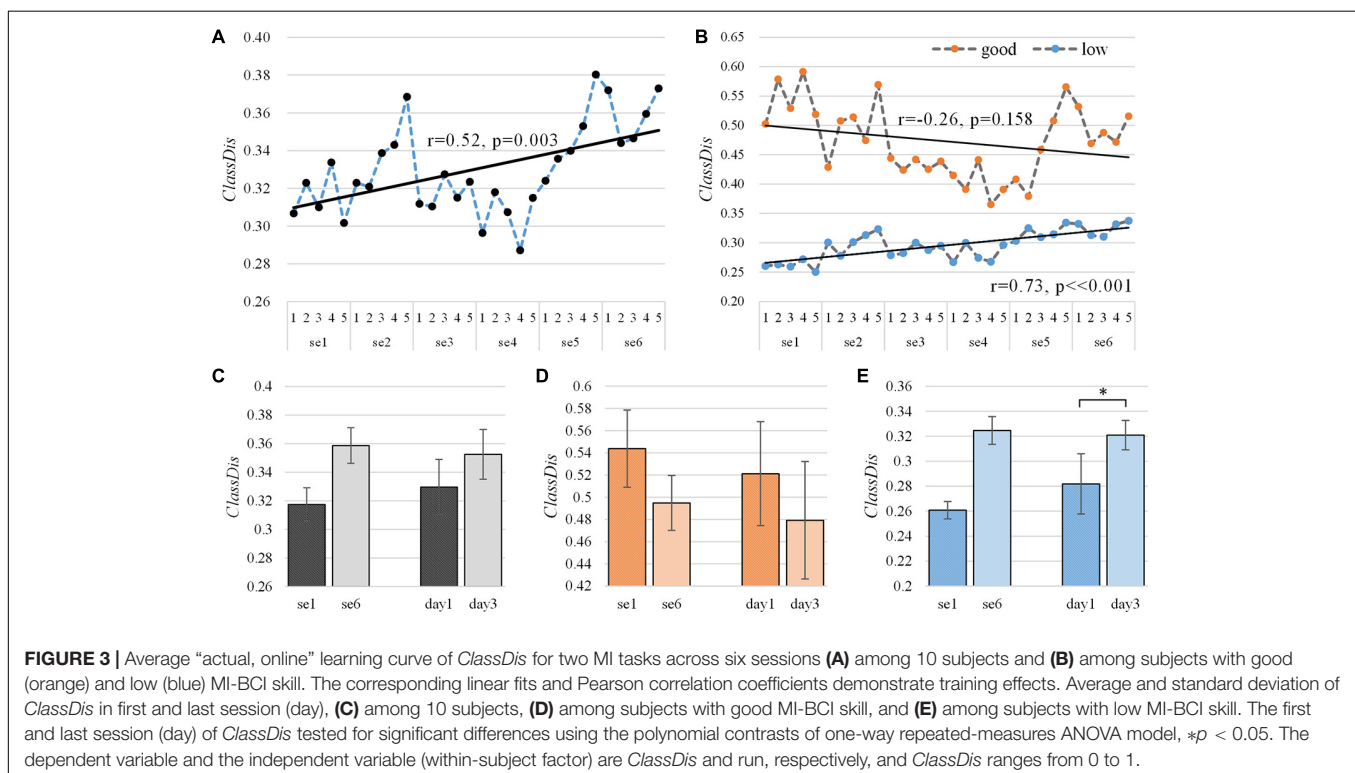 A
0.40
0.38
0.36
0.34
0.32
0.30
0.28
0.26
ClassDis
r=0.52, p=0.003
1 2 3 4 5 1 2 3 4 5 1 2 3 4 5 1 2 3 4 5 1 2 3 4 5 1 2 3 4 5
se1 se2 se3 se4 se5 se6
B
good low
0.65
0.60
0.55
0.50
0.45
0.40
0.35
0.30
0.25
0.20
ClassDis
r=-0.26, p=0.158
r=0.73, p<<0.001
1 2 3 4 5 1 2 3 4 5 1 2 3 4 5 1 2 3 4 5 1 2 3 4 5 1 2 3 4 5
se1 se2 se3 se4 se5 se6
C
0.4
0.38
0.36
0.34
0.32
0.3
0.28
0.26
ClassDis
se1 se6 day1 day3
D
0.6
0.58
0.56
0.54
0.52
0.5
0.48
0.46
0.44
0.42
ClassDis
se1 se6 day1 day3
E
0.36
0.34
0.32
0.3
0.28
0.26
0.24
0.22
0.2
ClassDis
*
se1 se6 day1 day3
FIGURE 3 | Average “actual, online” learning curve of ClassDis for two MI tasks across six sessions (A) among 10 subjects and (B) among subjects with good
(orange) and low (blue) MI-BCI skill. The corresponding linear fits and Pearson correlation coefficients demonstrate training effects. Average and standard deviation of
ClassDis in first and last session (day), (C) among 10 subjects, (D) among subjects with good MI-BCI skill, and (E) among subjects with low MI-BCI skill. The first
and last session (day) of ClassDis tested for significant differences using the polynomial contrasts of one-way repeated-measures ANOVA model, *p < 0.05. The
dependent variable and the independent variable (within-subject factor) are ClassDis and run, respectively, and ClassDis ranges from 0 to 1.